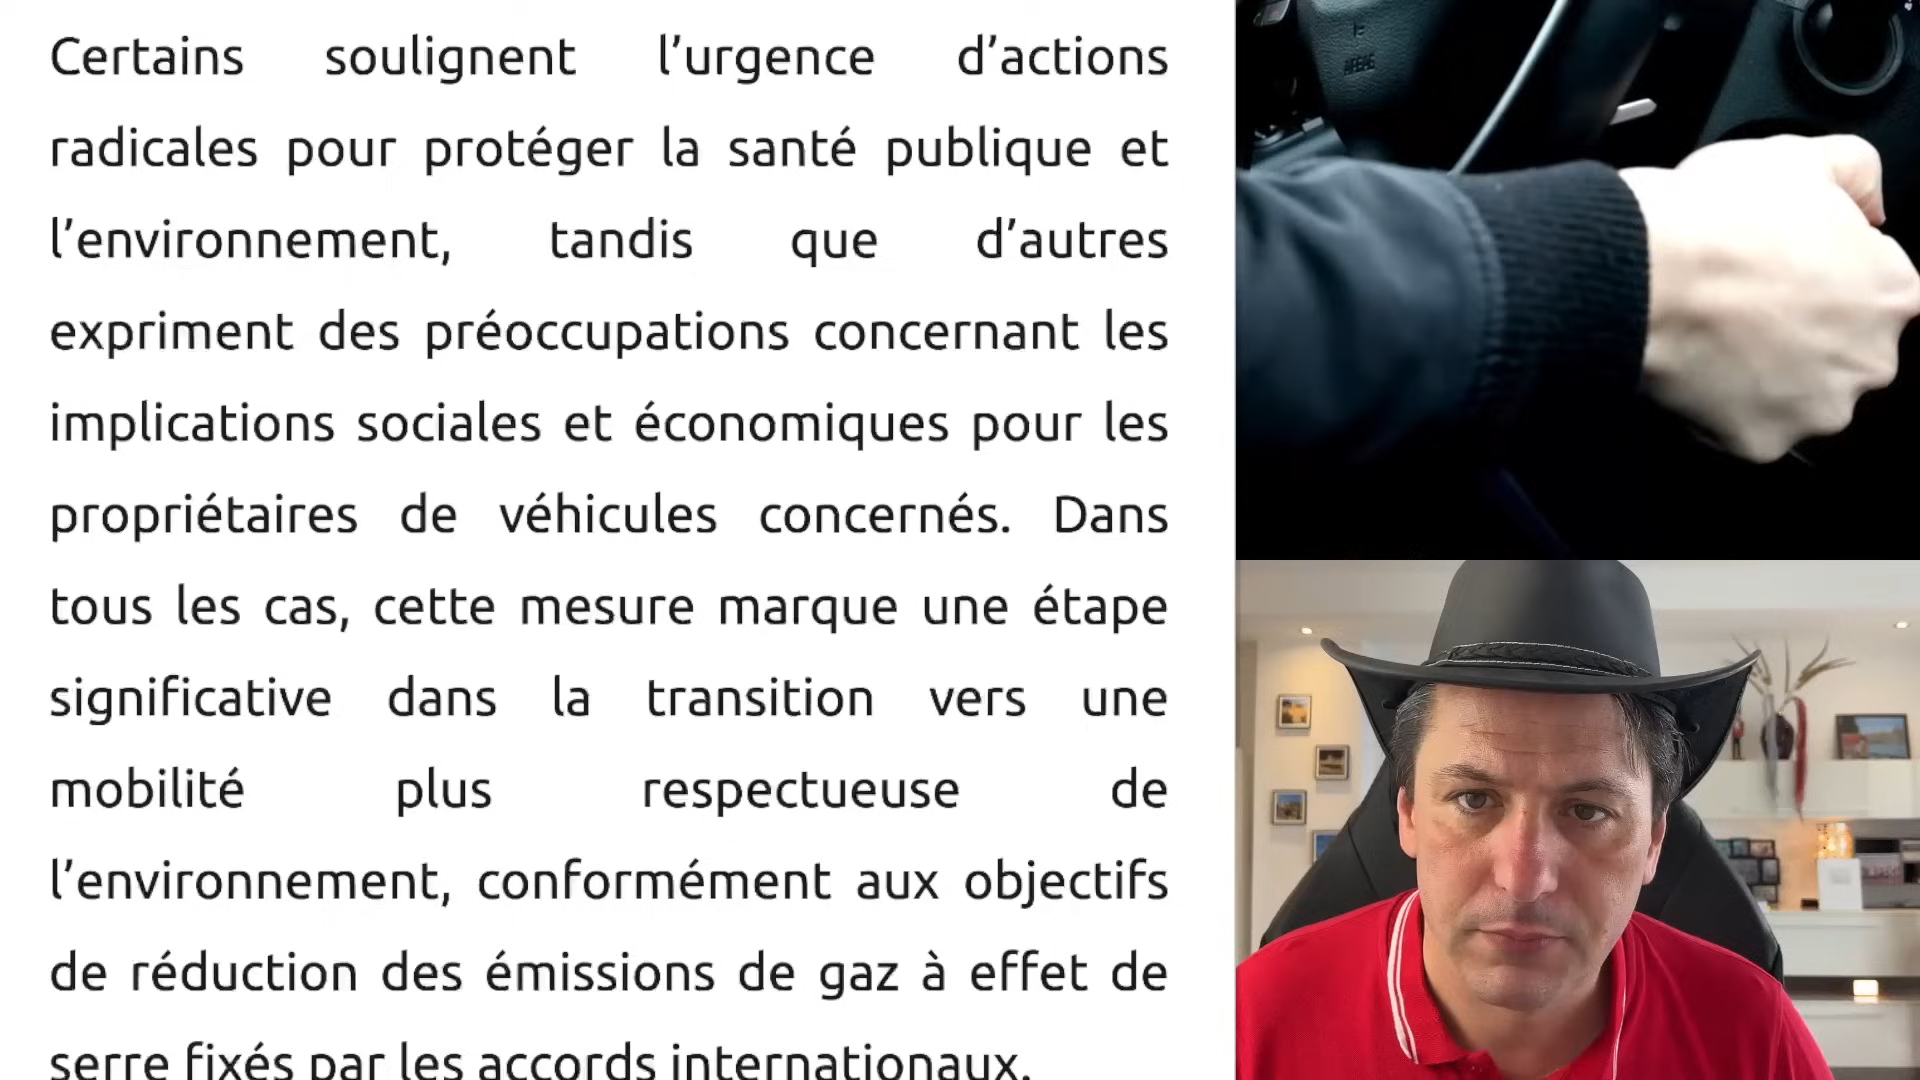 Certains soulignent l’urgence d’actions
radicales pour protéger la santé publique et
l’environnement, tandis que d’autres
expriment des préoccupations concernant les
implications sociales et économiques pour les
propriétaires de véhicules concernés. Dans
tous les cas, cette mesure marque une étape
significative dans la transition vers une
mobilité plus respectueuse de
l’environnement, conformément aux objectifs
de réduction des émissions de gaz à effet de
serre fixés par les accords internationaux.
AIRBAG